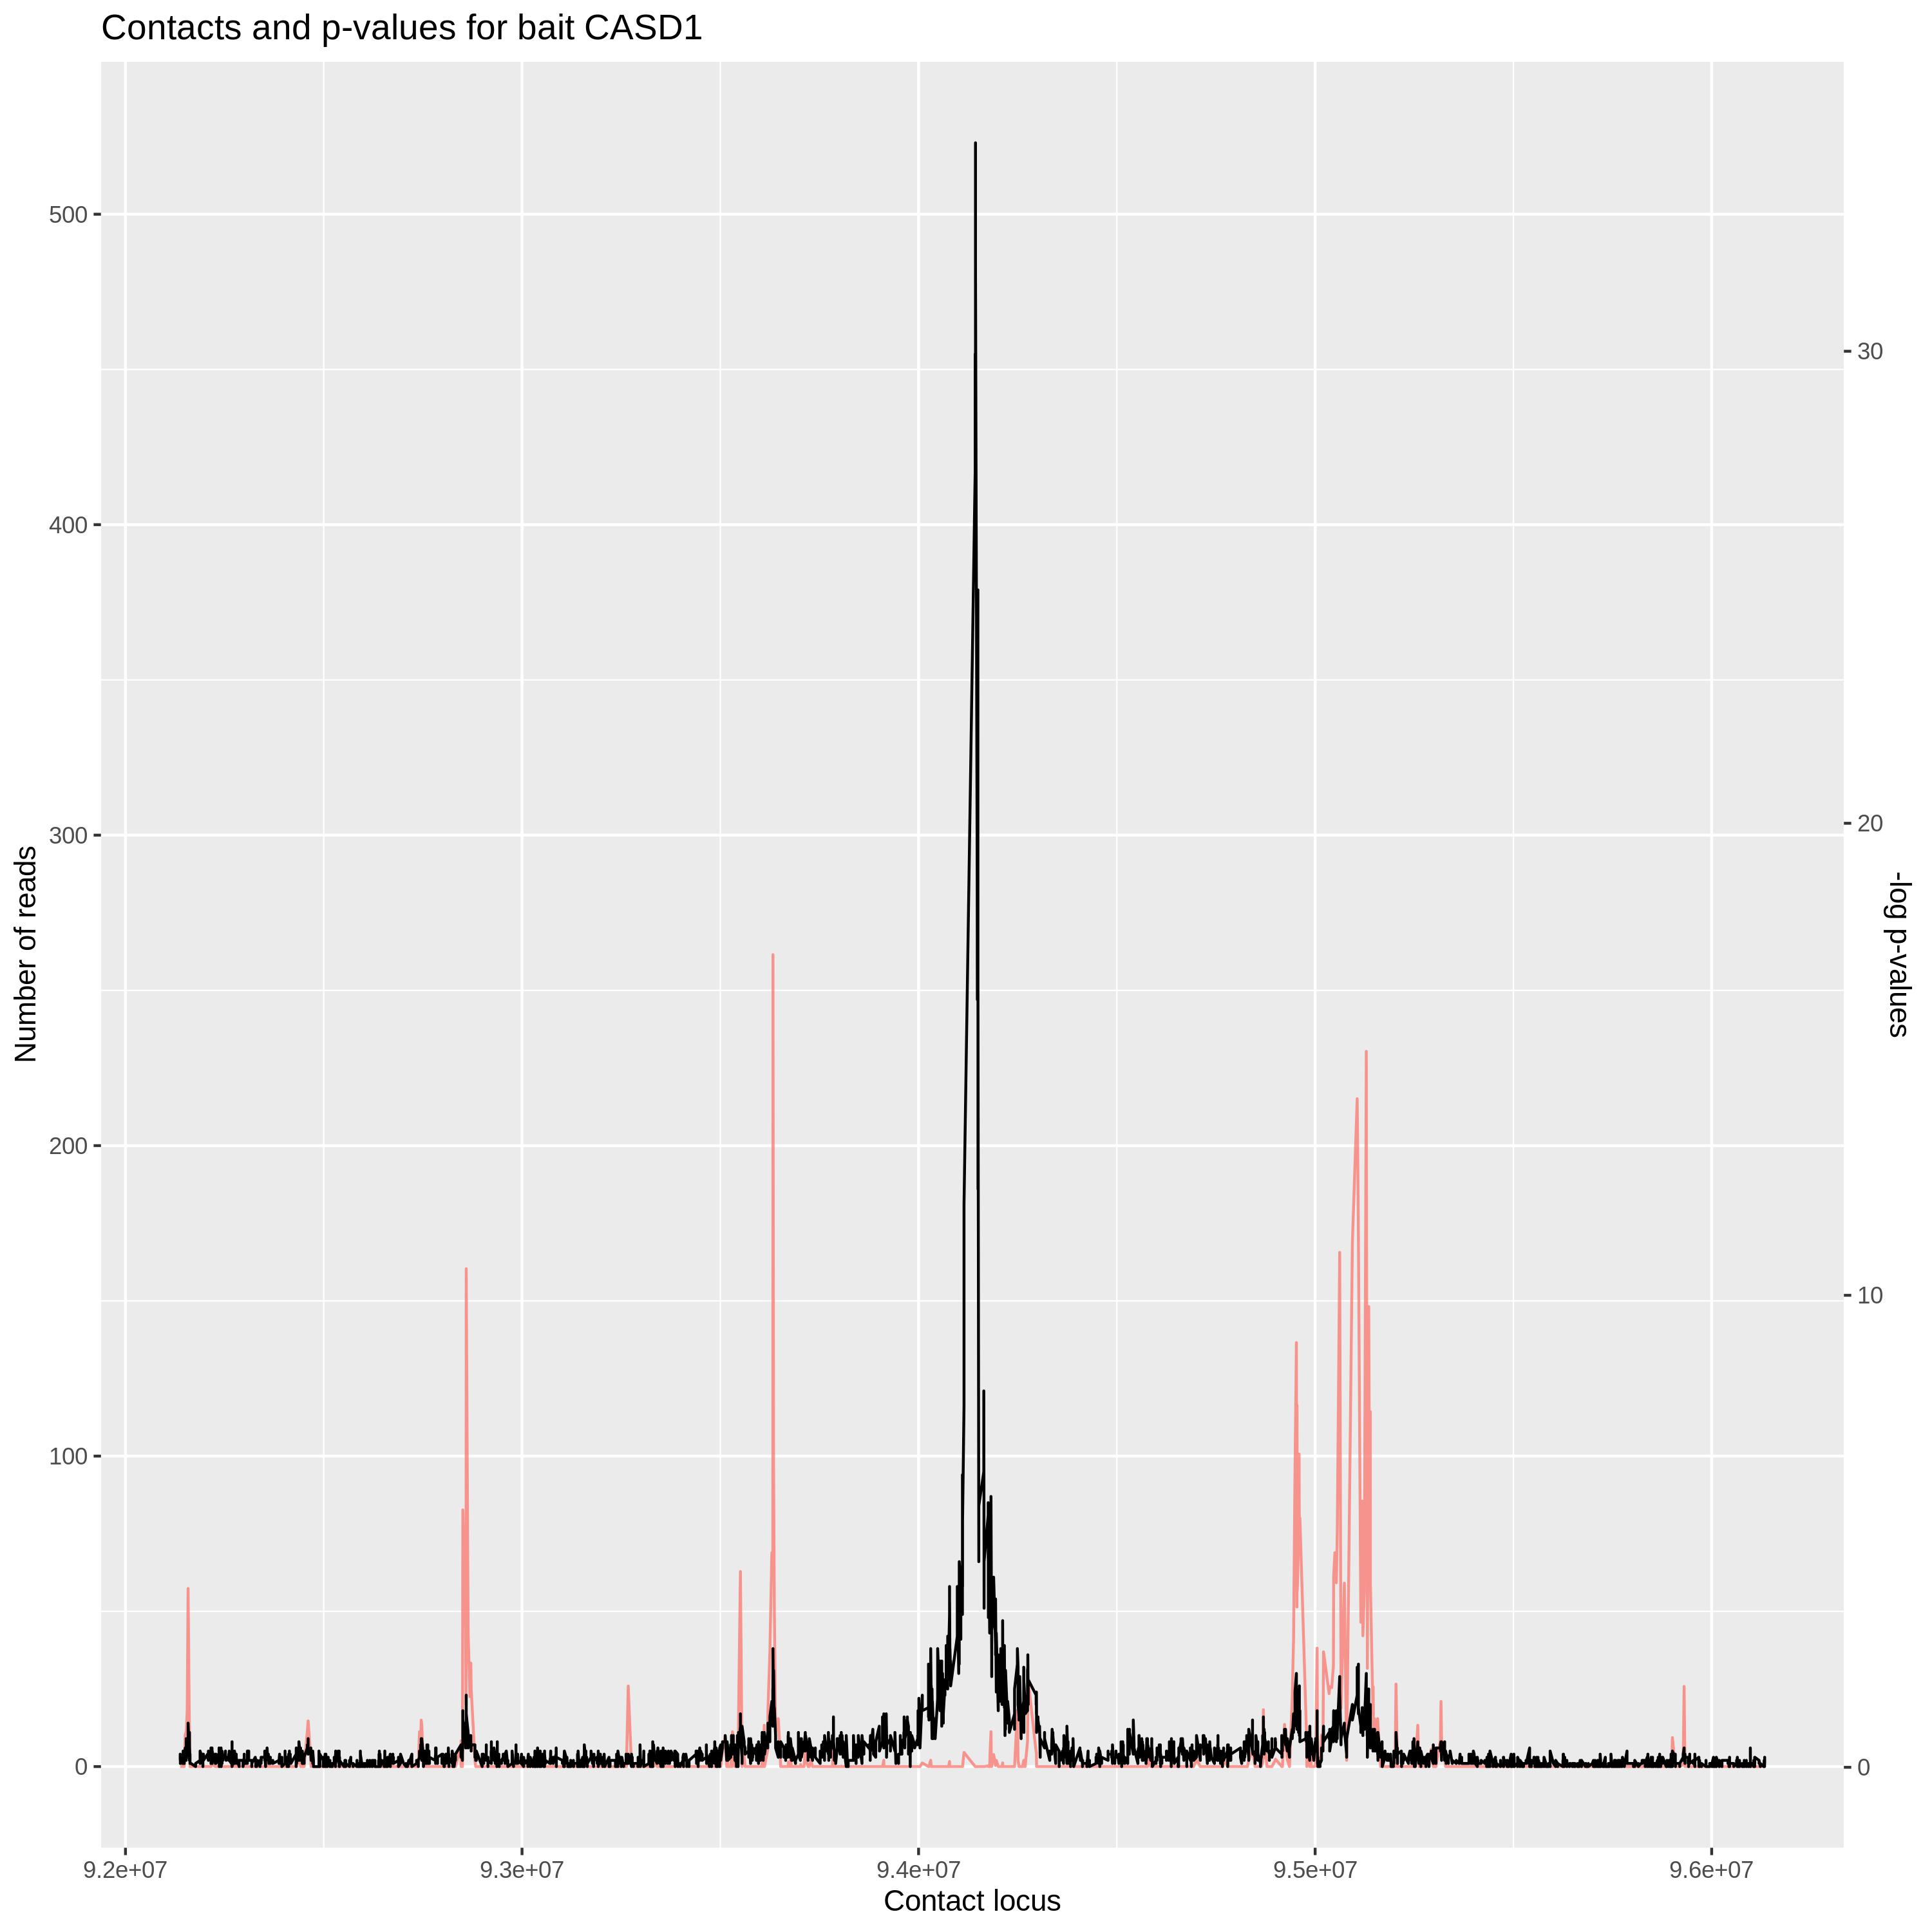 Contacts and p-values for bait CASD1
500
400
300
200
100
0
Number of reads
30
20
10
0
-log p-values
9.2e+07 9.3e+07 9.4e+07 9.5e+07 9.6e+07
Contact locus